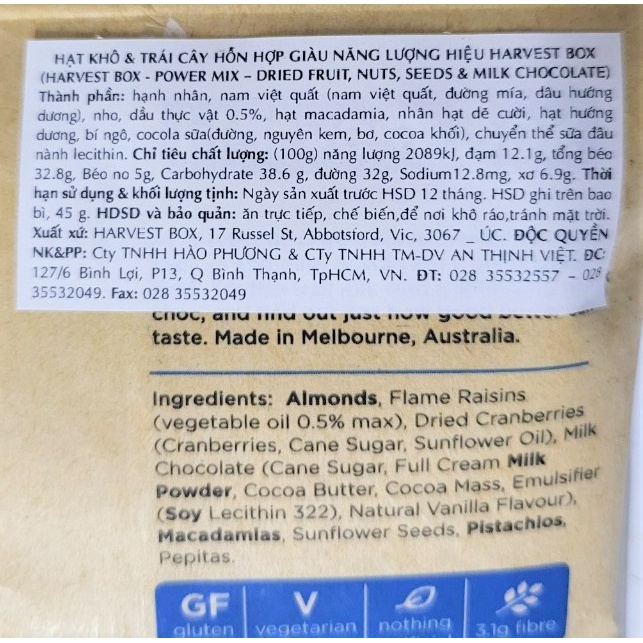 HẠT KHÔ & TRÁI CÂY HỖN HỢP GIÀU NĂNG LƯỢNG HIỆU HARVEST BOX
(HARVEST BOX - POWER MIX – DRIED FRUIT, NUTS, SEEDS & MILK CHOCOLATE)
Thành phần: hạnh nhân, nam việt quất (nam việt quất, đường mía, dầu hướng
dương), nho, dầu thực vật 0.5%, hạt macadamia, nhân hạt dẻ cười, hạt hướng
dương, bí ngô, cocola sữa(đường, nguyên kem, bơ, cocoa khối), chuyển thể sữa đâu
nành lecithin. Chỉ tiêu chất lượng: (100g) năng lượng 2089kJ, đạm 12.1g, tổng béo
32.8g, Béo no 5g, Carbohydrate 38.6 g, đường 32g, Sodium12.8mg, xơ 6.9g. Thời
hạn sử dụng & khối lượng tịnh: Ngày sản xuất trước HSD 12 tháng. HSD ghi trên bao
bì, 45 g. HDSD và bảo quản: ăn trực tiếp, chế biến,để nơi khô ráo,tránh mặt trời.
Xuất xứ: HARVEST BOX, 17 Russel St, Abbotsford, Vic, 3067 _ ÚC. ĐỘC QUYỀN
NK&PP: Cty TNHH HÀO PHƯƠNG & CTy TNHH TM-DV AN THỊNH VIỆT. ĐC:
127/6 Bình Lợi, P13, Q Bình Thạnh, TpHCM, VN. ĐT: 028 35532557 – 028
35532049. Fax: 028 35532049
choc, and find out just how good
taste. Made in Melbourne, Australia.
Ingredients: Almonds, Flame Raisins
(vegetable oil 0.5% max), Dried Cranberries
(Cranberries, Cane Sugar, Sunflower Oil), Milk
Chocolate (Cane Sugar, Full Cream Milk
Powder, Cocoa Butter, Cocoa Mass, Emulsifier
(Soy Lecithin 322), Natural Vanilla Flavour),
Macadamias, Sunflower Seeds, Pistachios,
Pepitas.
GF V
gluten vegetarian nothing 3.1g fibre